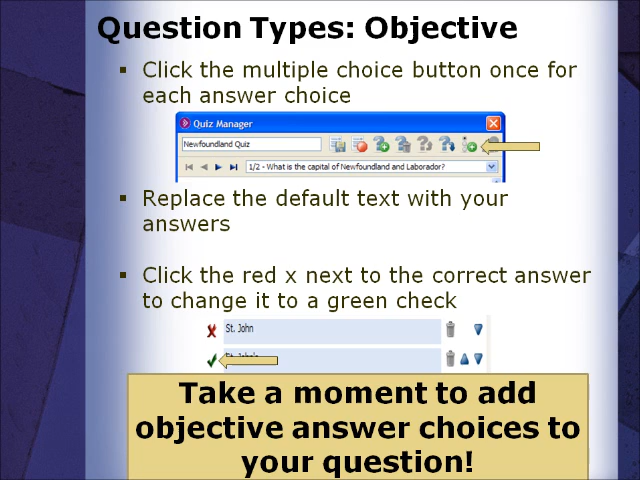 Question Types: Objective
Click the multiple choice button once for
each answer choice
Quiz Manager
Newfoundland Quiz
1/2 - What is the capital of Newfoundland and Laborador?
Replace the default text with your
answers
Click the red x next to the correct answer
to change it to a green check
St. John
Take a moment to add
objective answer choices to
your question!